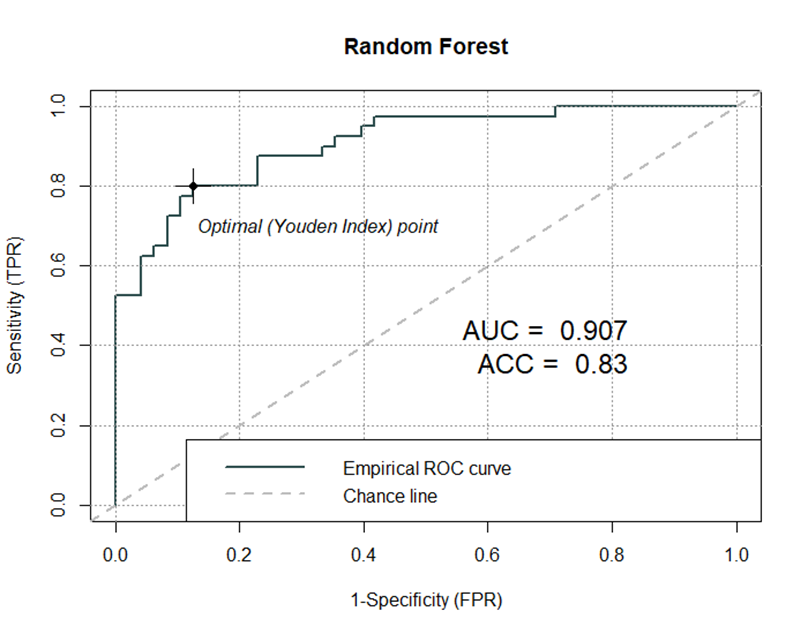 Random Forest
Sensitivity (TPR)
1.0
0.8
0.6
0.4
0.2
0.0
Optimal (Youden Index) point
AUC = 0.907
ACC = 0.83
Empirical ROC curve
Chance line
0.0 0.2 0.4 0.6 0.8 1.0
1-Specificity (FPR)